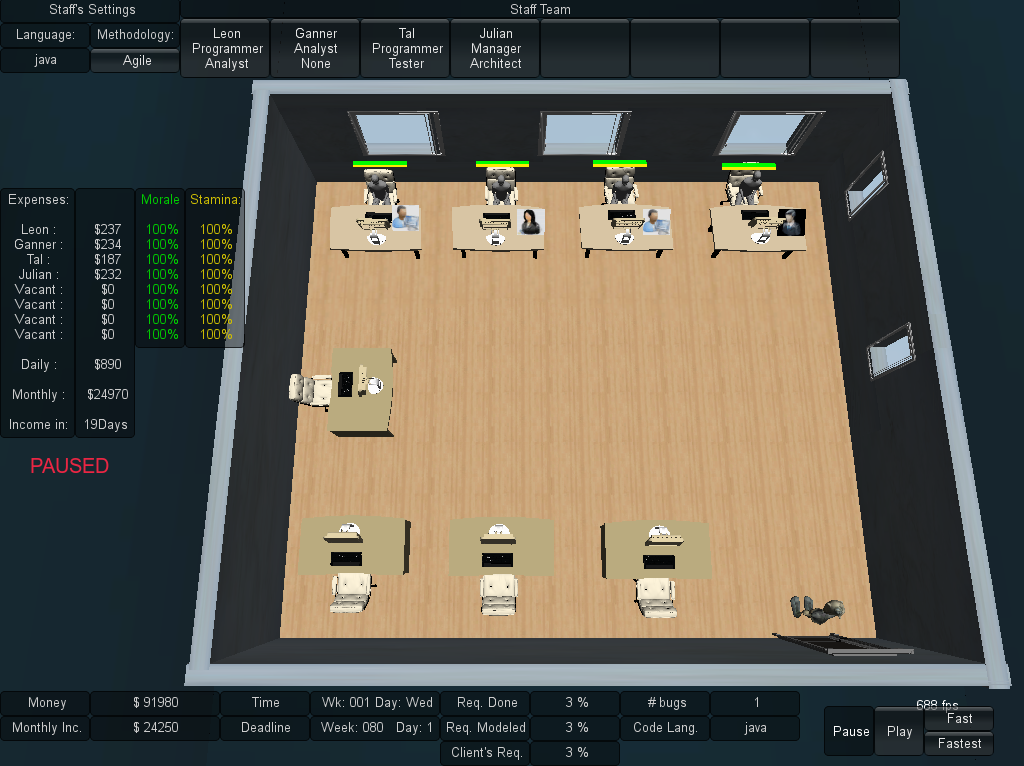 Staff's Settings
Staff Team
Language:
Methodology:
java
Agile
Leon
Programmer
Analyst
Ganner
Analyst
None
Tal
Programmer
Tester
Julian
Manager
Architect
Expenses:
Morale
Stamina:
Leon : $237 100% 100%
Ganner : $234 100% 100%
Tal : $187 100% 100%
Julian : $232 100% 100%
Vacant : $0 100% 100%
Vacant : $0 100% 100%
Vacant : $0 100% 100%
Vacant : $0 100% 100%
Daily : $890
Monthly : $24970
Income in: 19Days
PAUSED
Money $ 91980 Time Wk: 001 Day: Wed Req. Done 3 % # bugs 1
Monthly Inc. $ 24250 Deadline Week: 080 Day: 1 Req. Modeled 3 % Code Lang. java
Client's Req. 3 %
688 fps
Pause
Play
Fast
Fastest